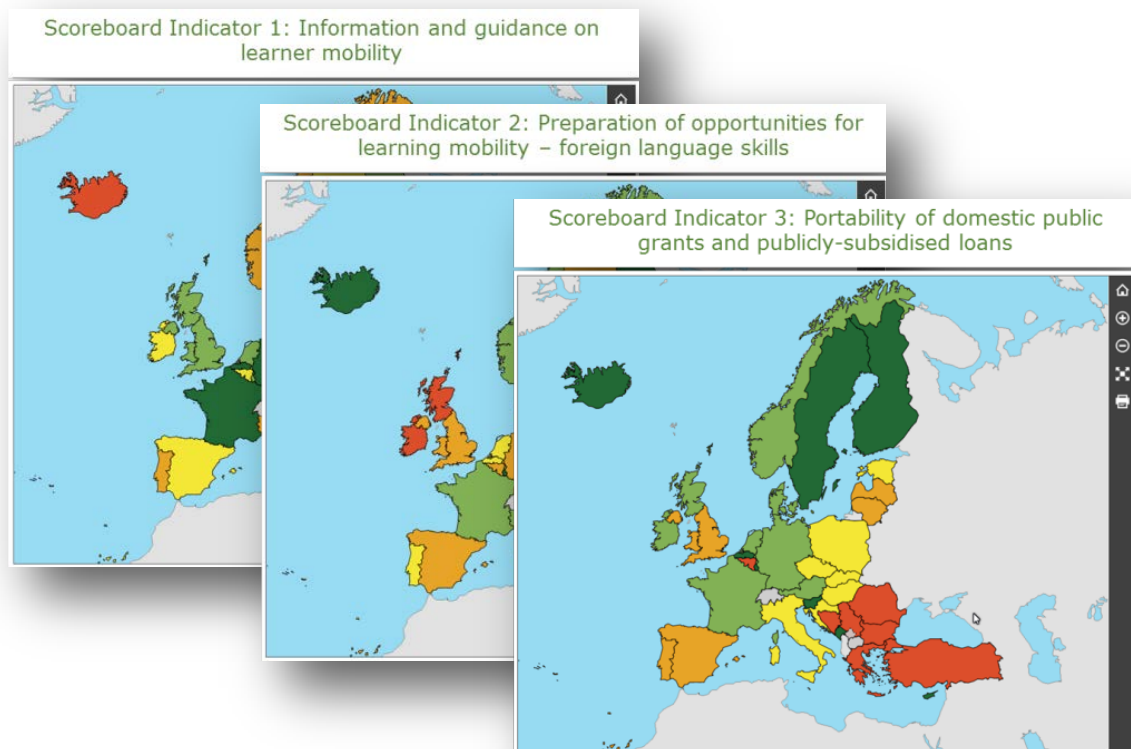 Scoreboard Indicator 1: Information and guidance on
learner mobility
Scoreboard Indicator 2: Preparation of opportunities for
learning mobility – foreign language skills
Scoreboard Indicator 3: Portability of domestic public
grants and publicly-subsidised loans